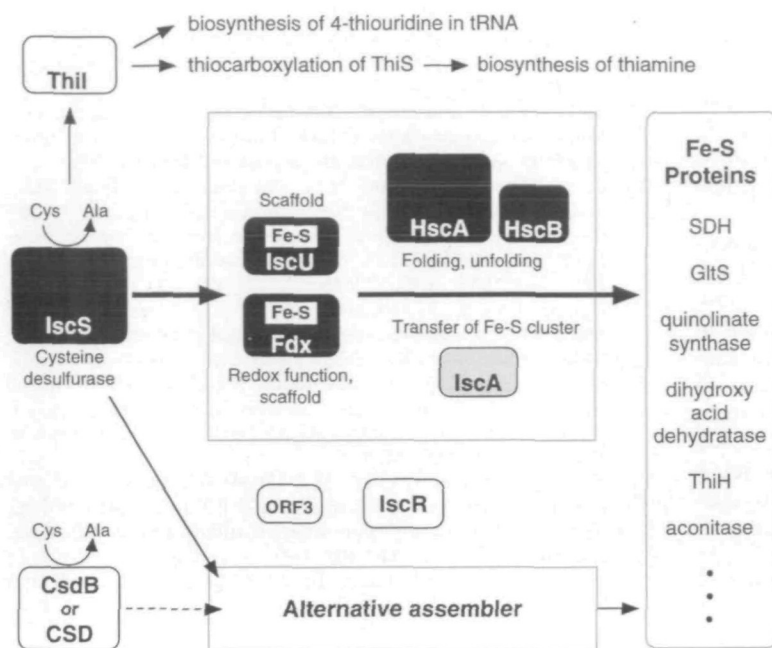 biosynthesis of 4-thiouridine in tRNA
ThiI
thiocarboxylation of ThiS
biosynthesis of thiamine
Cys
Ala
IscS
Cysteine
desulfurase
Scaffold
Fe-S
IscU
Fe-S
Fdx
Redox function,
scaffold
HscA
HscB
Folding, unfolding
Transfer of Fe-S cluster
IscA
ORF3
IscR
Cys
Ala
CsdB
or
CSD
Alternative assembler
Fe-S
Proteins
SDH
GltS
quinolinate
synthase
dihydroxy
acid
dehydratase
ThiH
aconitase